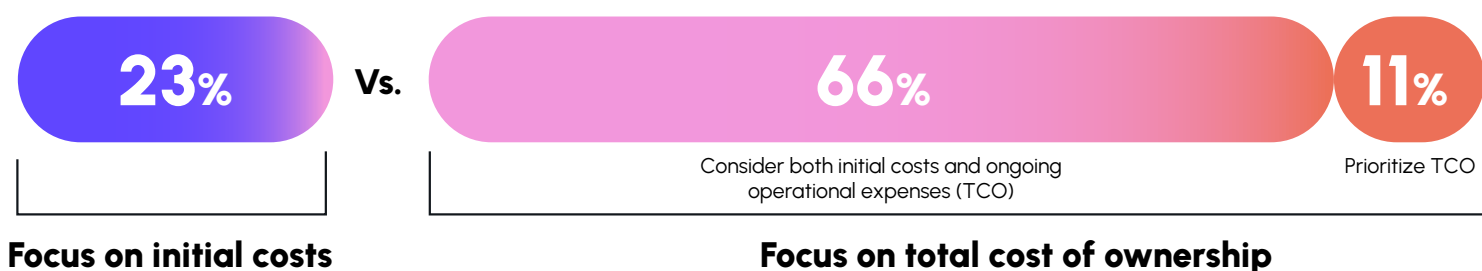 23%
Vs.
66%
11%
Consider both initial costs and ongoing
operational expenses (TCO)
Prioritize TCO
Focus on initial costs
Focus on total cost of ownership